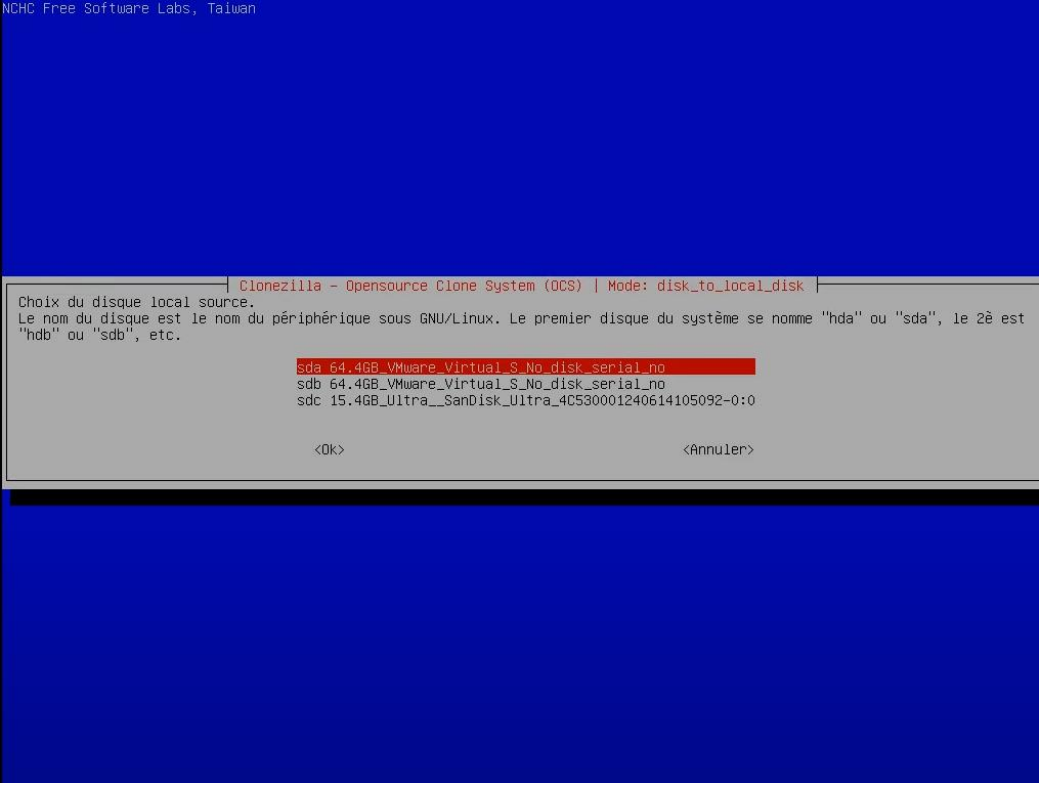 NCHC Free Software Labs, Taiwan
Clonezilla - Opensource Clone System (OCS) | Mode: disk_to_local_disk
Choix du disque local source.
Le nom du disque est le nom du périphérique sous GNU/Linux. Le premier disque du système se nomme "hda" ou "sda", le 2è est
"hdb" ou "sdb", etc.
sda 64.4GB_VMware_Virtual_S_No_disk_serial_no
sdb 64.4GB_VMware_Virtual_S_No_disk_serial_no
sdc 15.4GB_Ultra__SanDisk_Ultra_4C530001240614105092-0:0
<Ok> <Annuler>